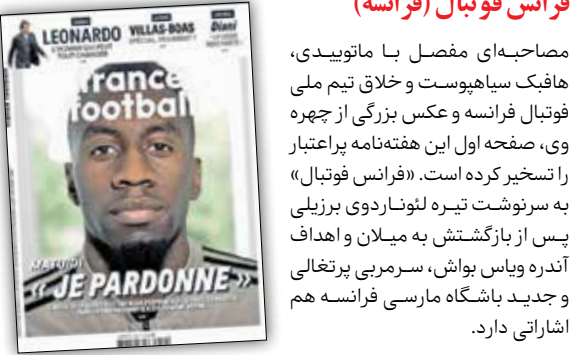 فرانس فوتبال (فرانسه)
مصاحبه‌ای مفصل با ماتوییدی،
هافبک سیاهپوست و خلاق تیم ملی
فوتبال فرانسه و عکس بزرگی از چهره
وی، صفحه اول این هفته‌نامه پراعتبار
را تسخیر کرده است. «فرانس فوتبال»
به سرنوشت تیره لئوناردوی برزیلی
پس از بازگشتش به میلان و اهداف
آندره ویاس بواش، سرمربی پرتغالی
و جدید باشگاه مارسی فرانسه هم
اشاراتی دارد.
LEONARDO
VILLAS-BOAS
Diani
france
football
MATUIDI
« JE PARDONNE »